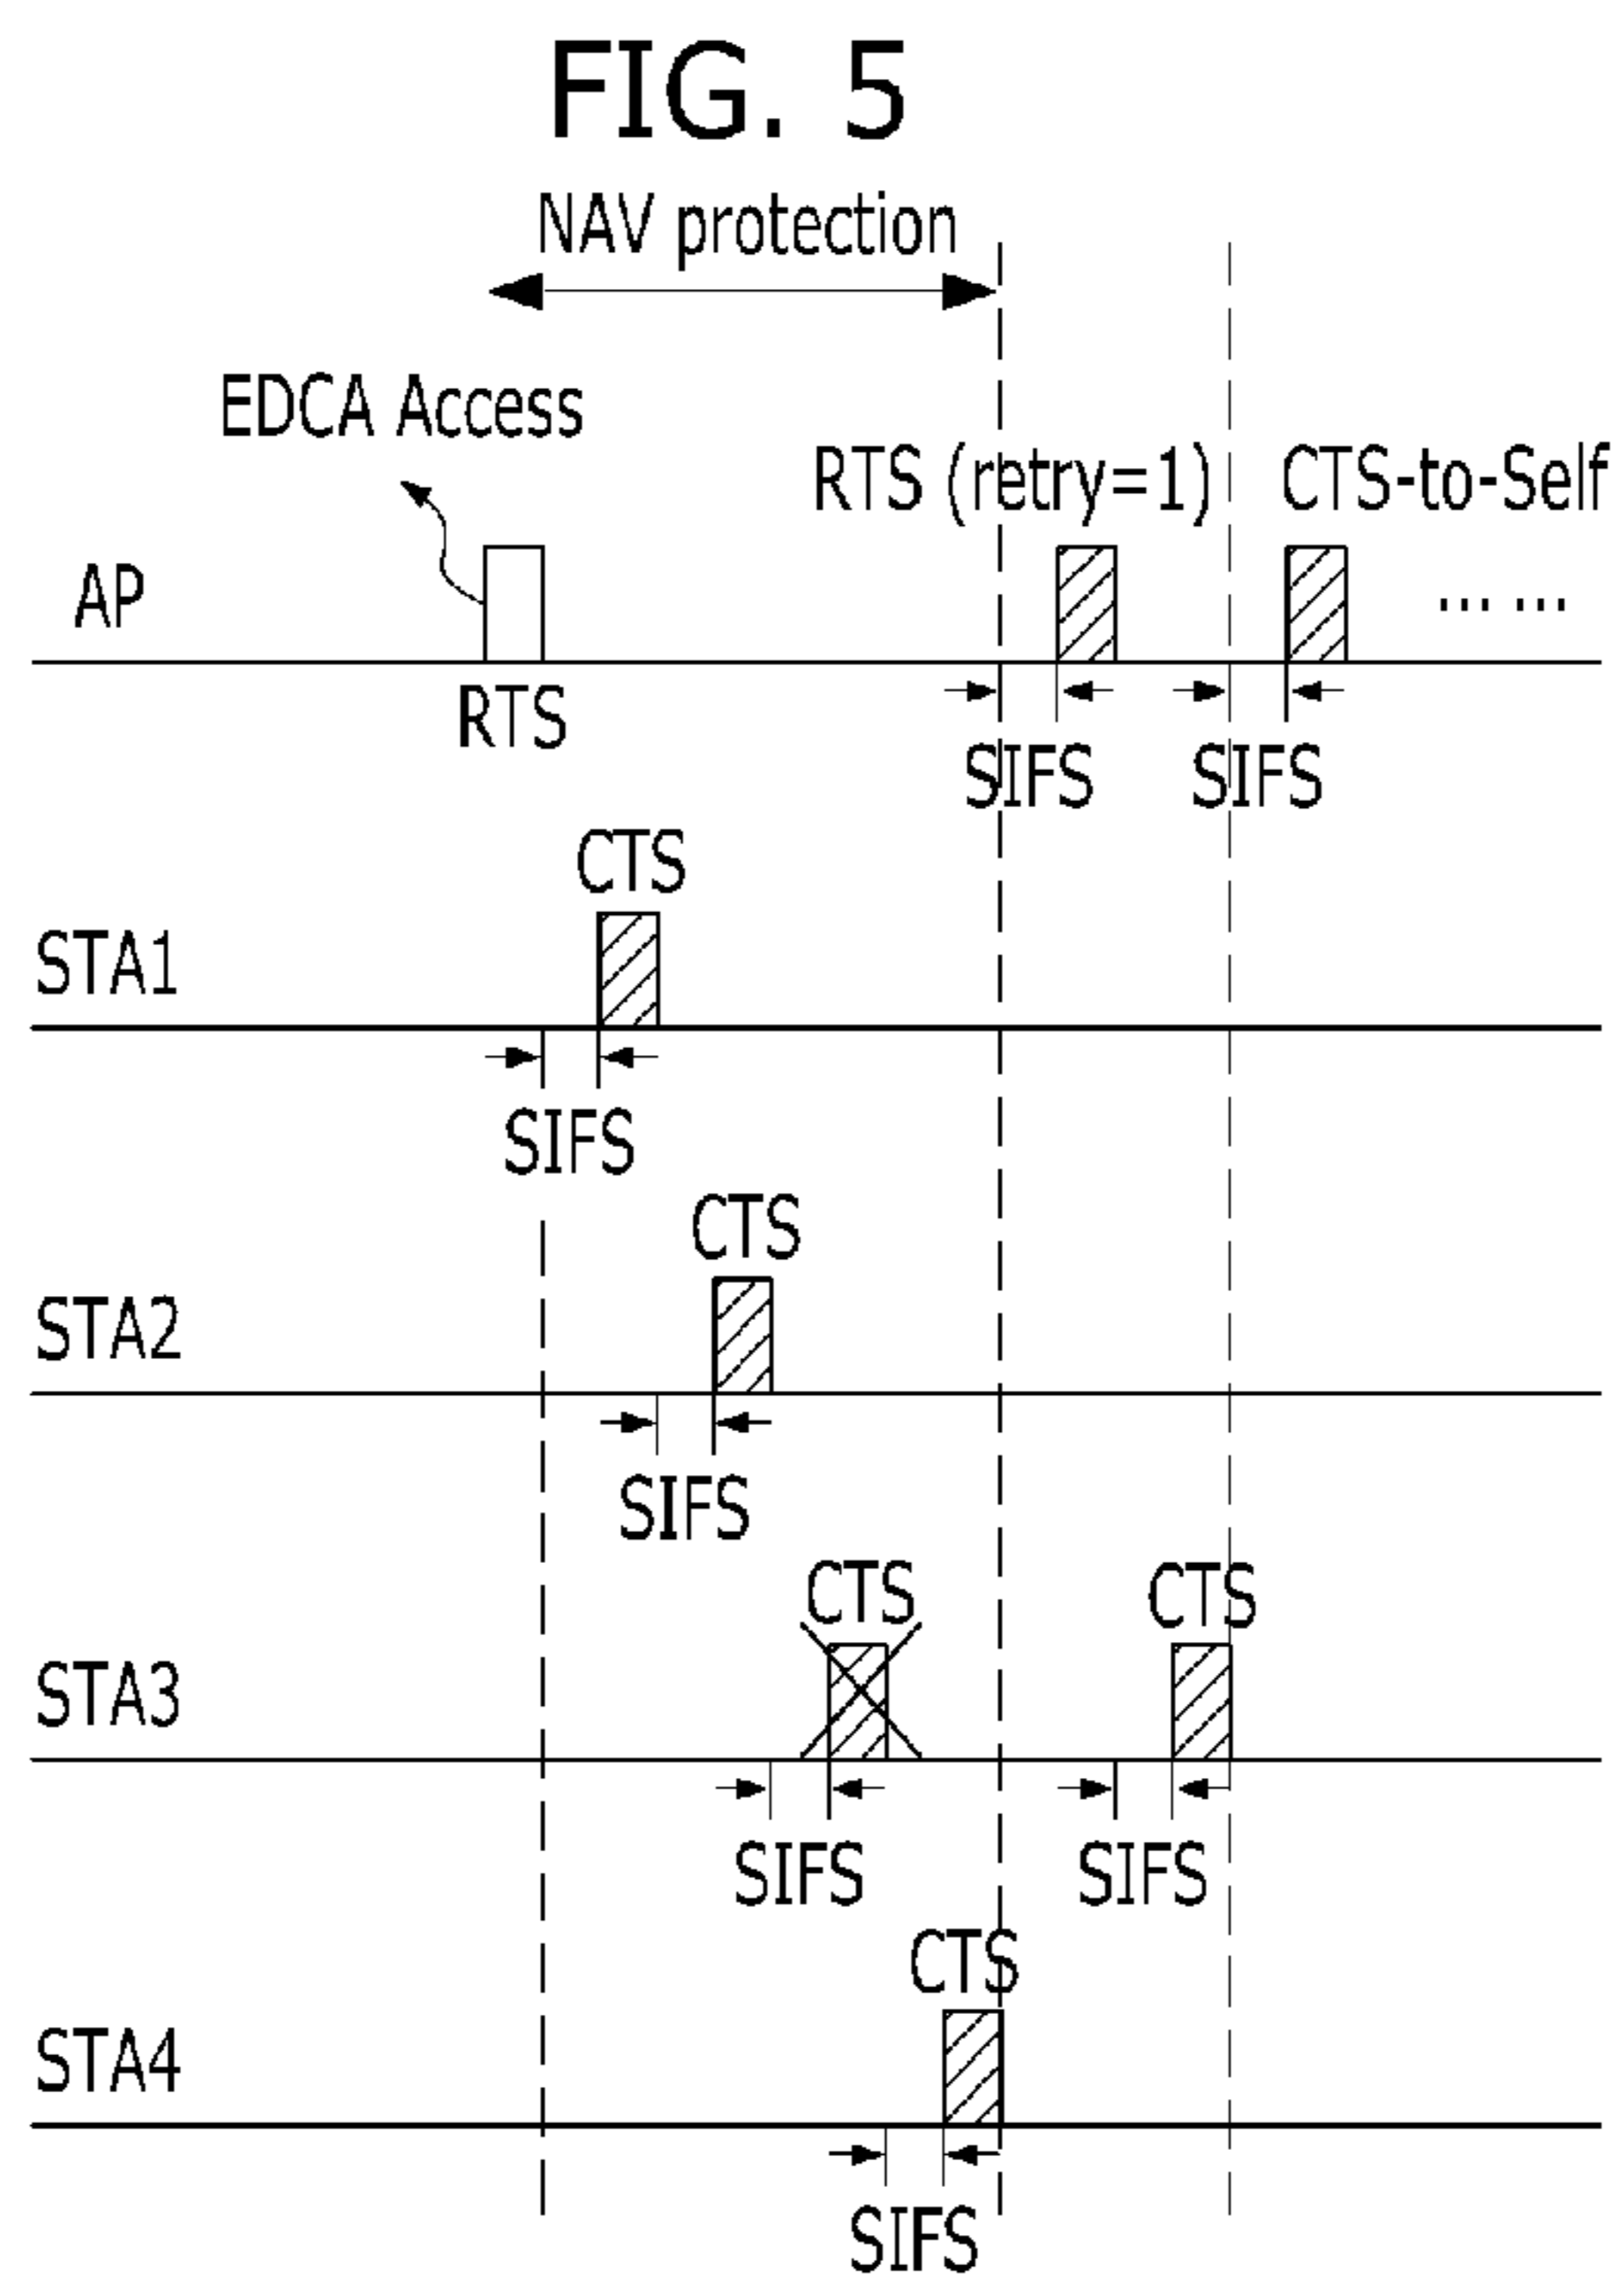 FIG. 5
NAV protection
EDCA Access
RTS (retry=1)
CTS-to-Self
AP
......
RTS
SIFS
SIFS
CTS
STA1
SIFS
CTS
STA2
SIFS
CTS
CTS
STA3
SIFS
SIFS
CTS
STA4
SIFS